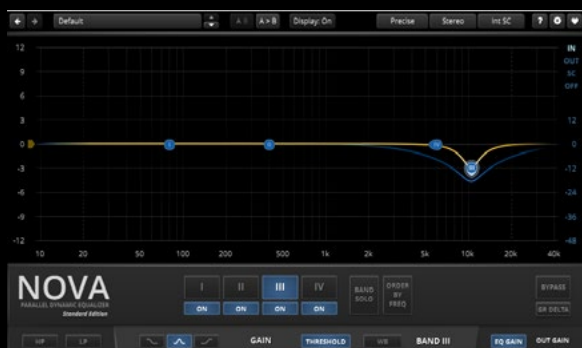 Default A B A > B Display: On Precise Stereo Int SC ?
12 IN
9 OUT
SC
6 OFF
3 12
0 0
-3 -12
-6 -24
-9 -36
-12 -48
10 20 50 100 200 500 1k 2k 5k 10k 20k 40k
NOVA
PARALLEL DYNAMIC EQUALIZER
Standard Edition
I II III IV
ON ON ON ON
BAND SOLO
ORDER BY FREQ
BYPASS
GR DELTA
HP LP GAIN THRESHOLD WB BAND III EQ GAIN OUT GAIN